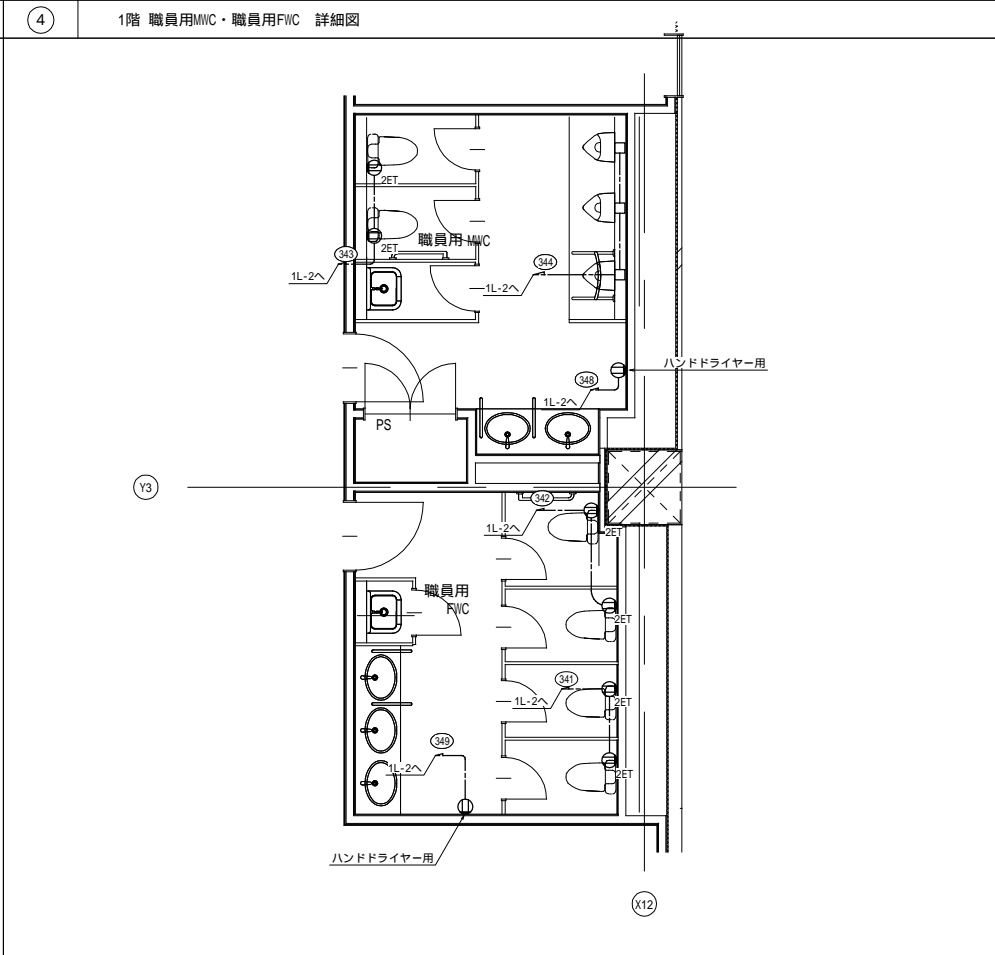 4
1階 職員用MWC・職員用FWC 詳細図
2ET
職員用 MWC
2ET
343
1L-2へ
344
1L-2へ
ハンドドライヤー用
348
1L-2へ
PS
Y3
342
1L-2へ
2ET
職員用
FWC
2ET
341
1L-2へ
2ET
349
1L-2へ
2ET
ハンドドライヤー用
X12